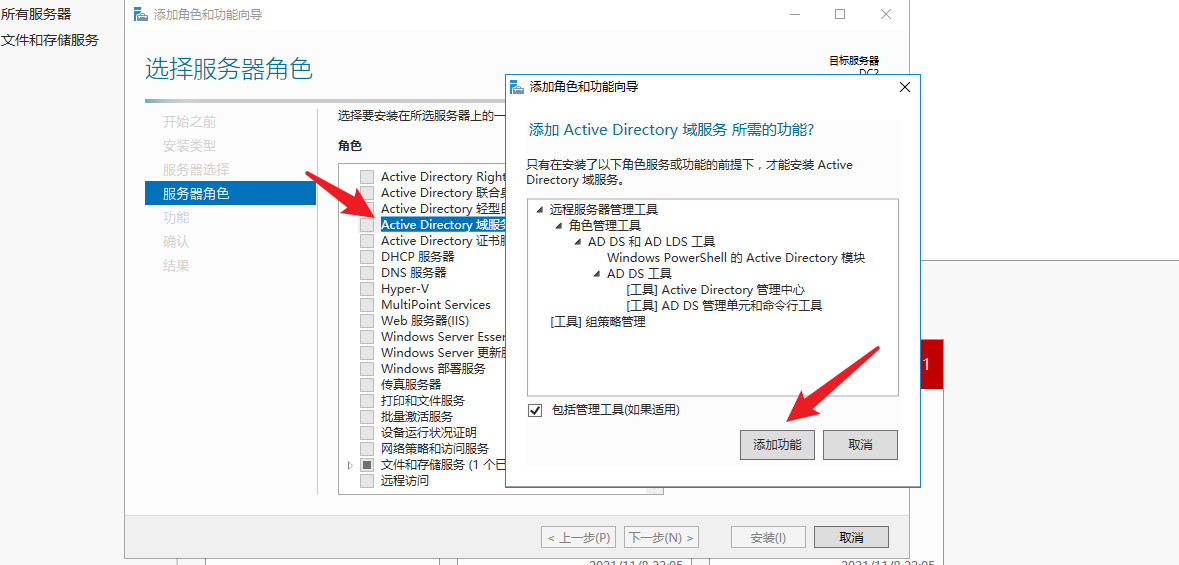 所有服务器
文件和存储服务
添加角色和功能向导
选择服务器角色
目标服务器
DC2
开始之前
安装类型
服务器选择
服务器角色
功能
确认
结果
选择要安装在所选服务器上的一
角色
Active Directory Right
Active Directory 联合身
Active Directory 轻型目
Active Directory 域服务
Active Directory 证书服
DHCP 服务器
DNS 服务器
Hyper-V
MultiPoint Services
Web 服务器(IIS)
Windows Server Essen
Windows Server 更新服
Windows 部署服务
传真服务器
打印和文件服务
批量激活服务
设备运行状况证明
网络策略和访问服务
文件和存储服务 (1 个已
远程访问
添加角色和功能向导
添加 Active Directory 域服务 所需的功能?
只有在安装了以下角色服务或功能的前提下，才能安装 Active
Directory 域服务。
远程服务器管理工具
角色管理工具
AD DS 和 AD LDS 工具
Windows PowerShell 的 Active Directory 模块
AD DS 工具
[工具] Active Directory 管理中心
[工具] AD DS 管理单元和命令行工具
[工具] 组策略管理
包括管理工具(如果适用)
添加功能
取消
1
< 上一步(P)
下一步(N) >
安装(I)
取消
2021/11/8 22:05
2021/11/8 22:05